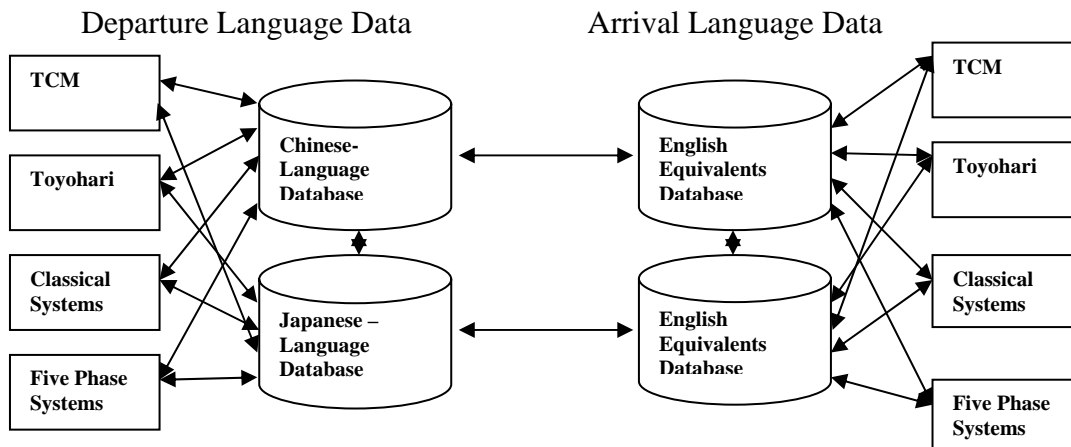 Departure Language Data
Arrival Language Data
TCM
Toyohari
Classical
Systems
Five Phase
Systems
Chinese-
Language
Database
Japanese –
Language
Database
English
Equivalents
Database
English
Equivalents
Database
TCM
Toyohari
Classical
Systems
Five Phase
Systems